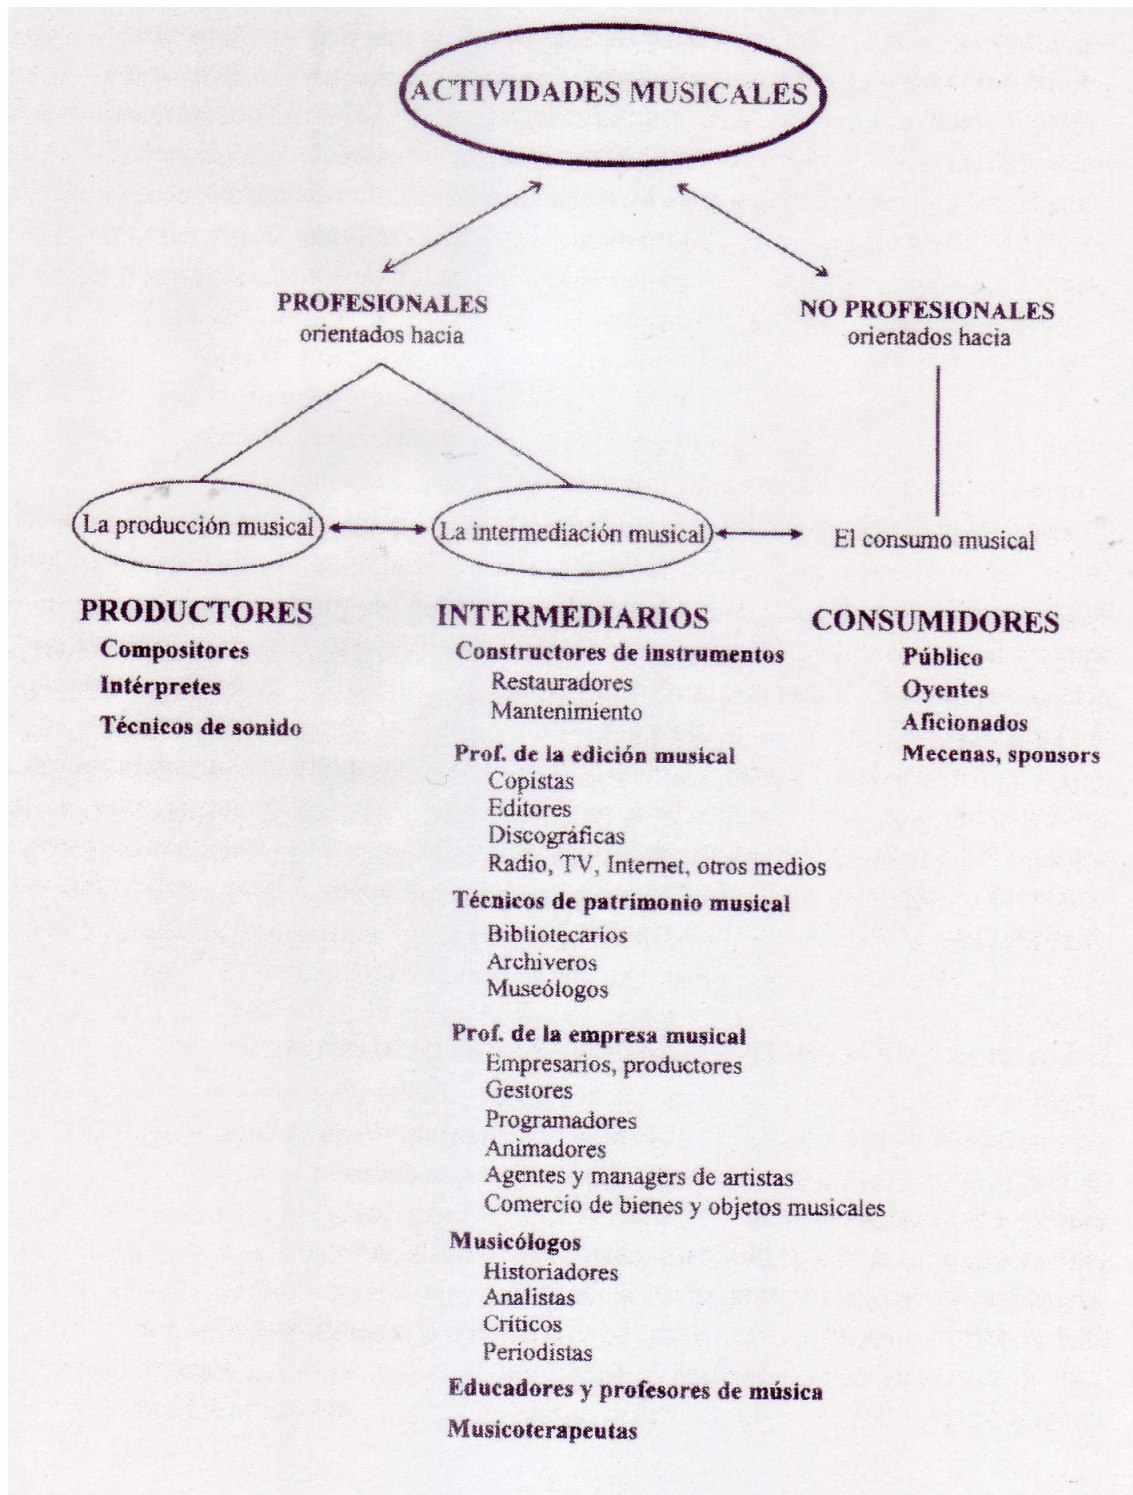 ACTIVIDADES MUSICALES
PROFESIONALES
orientados hacia
NO PROFESIONALES
orientados hacia
La producción musical
La intermediación musical
El consumo musical
PRODUCTORES
Compositores
Intérpretes
Técnicos de sonido
INTERMEDIARIOS
Constructores de instrumentos
Restauradores
Mantenimiento
Prof. de la edición musical
Copistas
Editores
Discográficas
Radio, TV, Internet, otros medios
Técnicos de patrimonio musical
Bibliotecarios
Archiveros
Museólogos
Prof. de la empresa musical
Empresarios, productores
Gestores
Programadores
Animadores
Agentes y managers de artistas
Comercio de bienes y objetos musicales
Musicólogos
Historiadores
Analistas
Críticos
Periodistas
Educadores y profesores de música
Musicoterapeutas
CONSUMIDORES
Público
Oyentes
Aficionados
Mecenas, sponsors